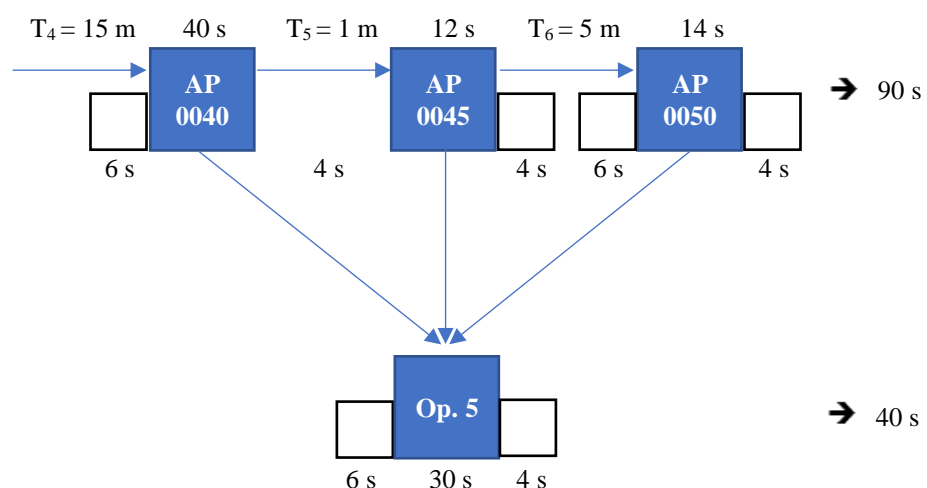 T₄ = 15 m 40 s T₅ = 1 m 12 s T₆ = 5 m 14 s
AP
0040
AP
0045
AP
0050
➔ 90 s
6 s 4 s 4 s 6 s 4 s
Op. 5
➔ 40 s
6 s 30 s 4 s